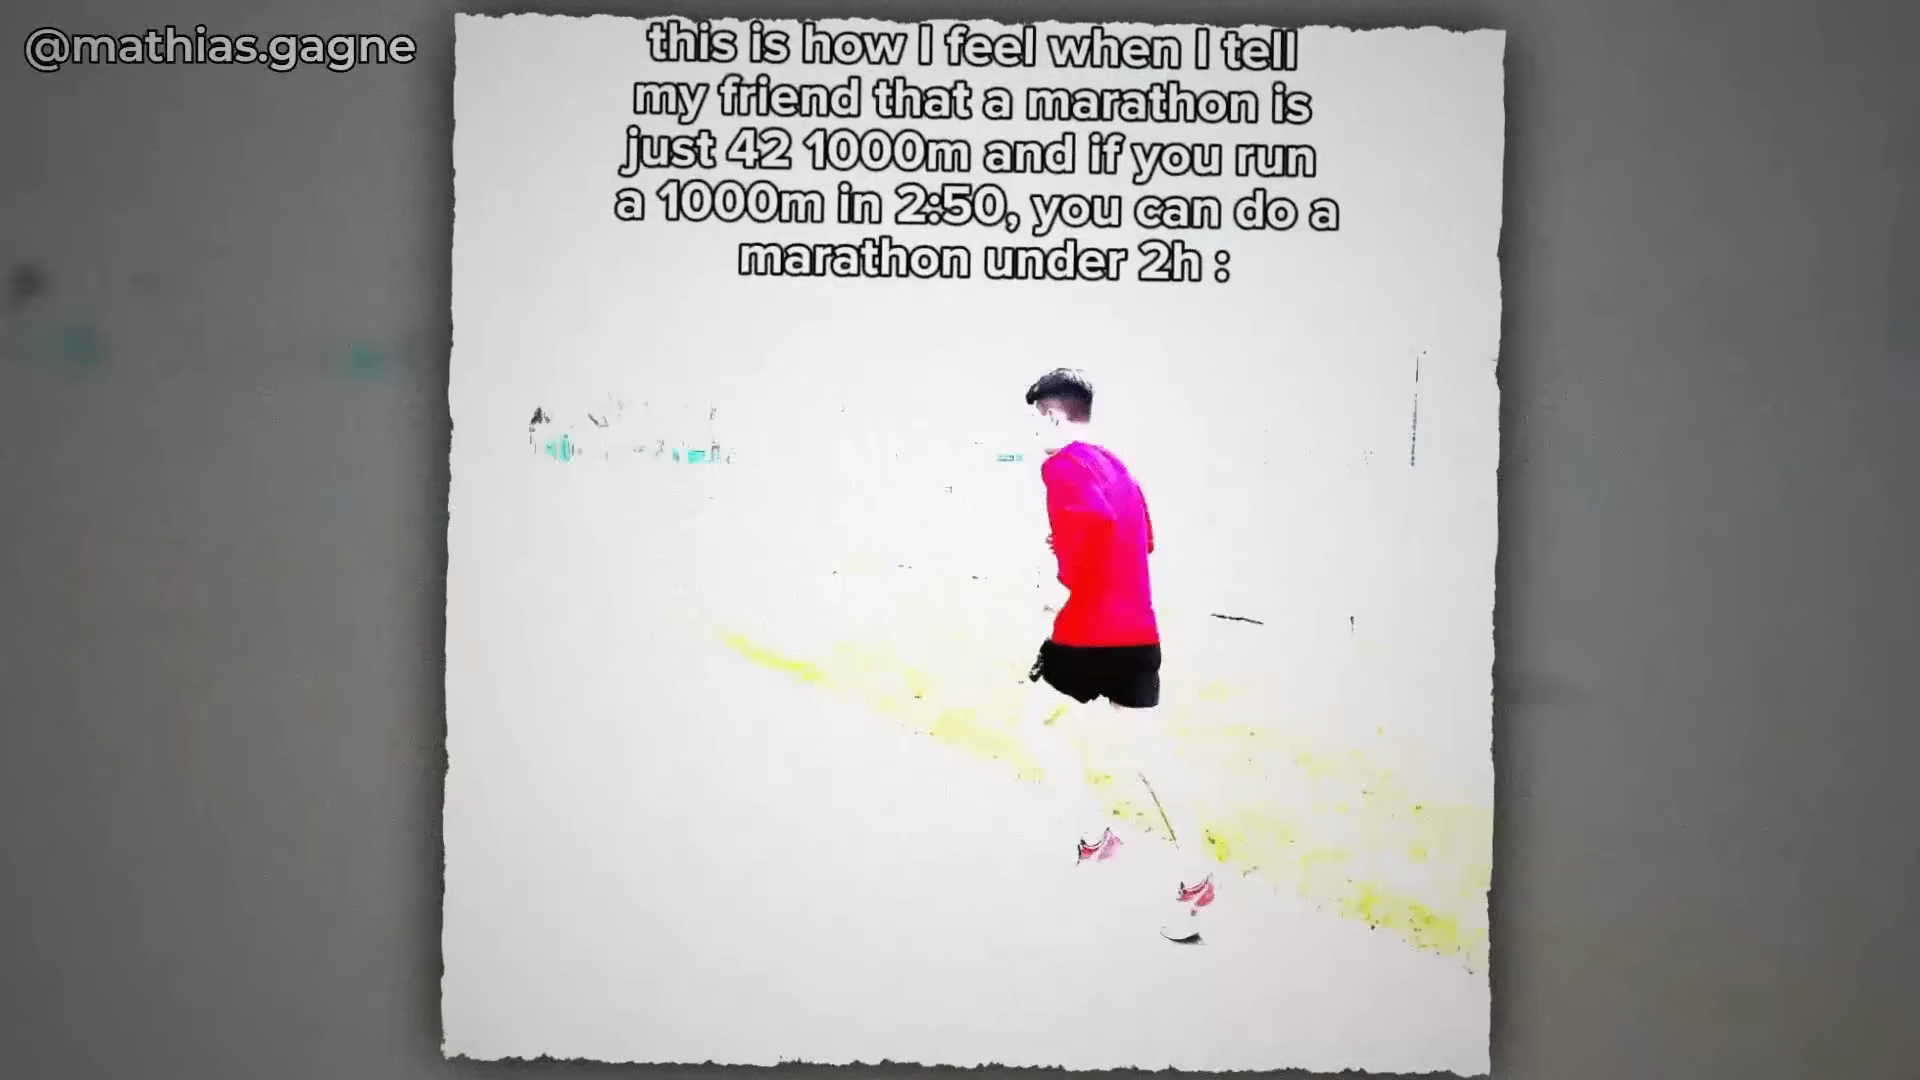 @mathias.gagne
this is how I feel when I tell
my friend that a marathon is
just 42 1000m and if you run
a 1000m in 2:50, you can do a
marathon under 2h :